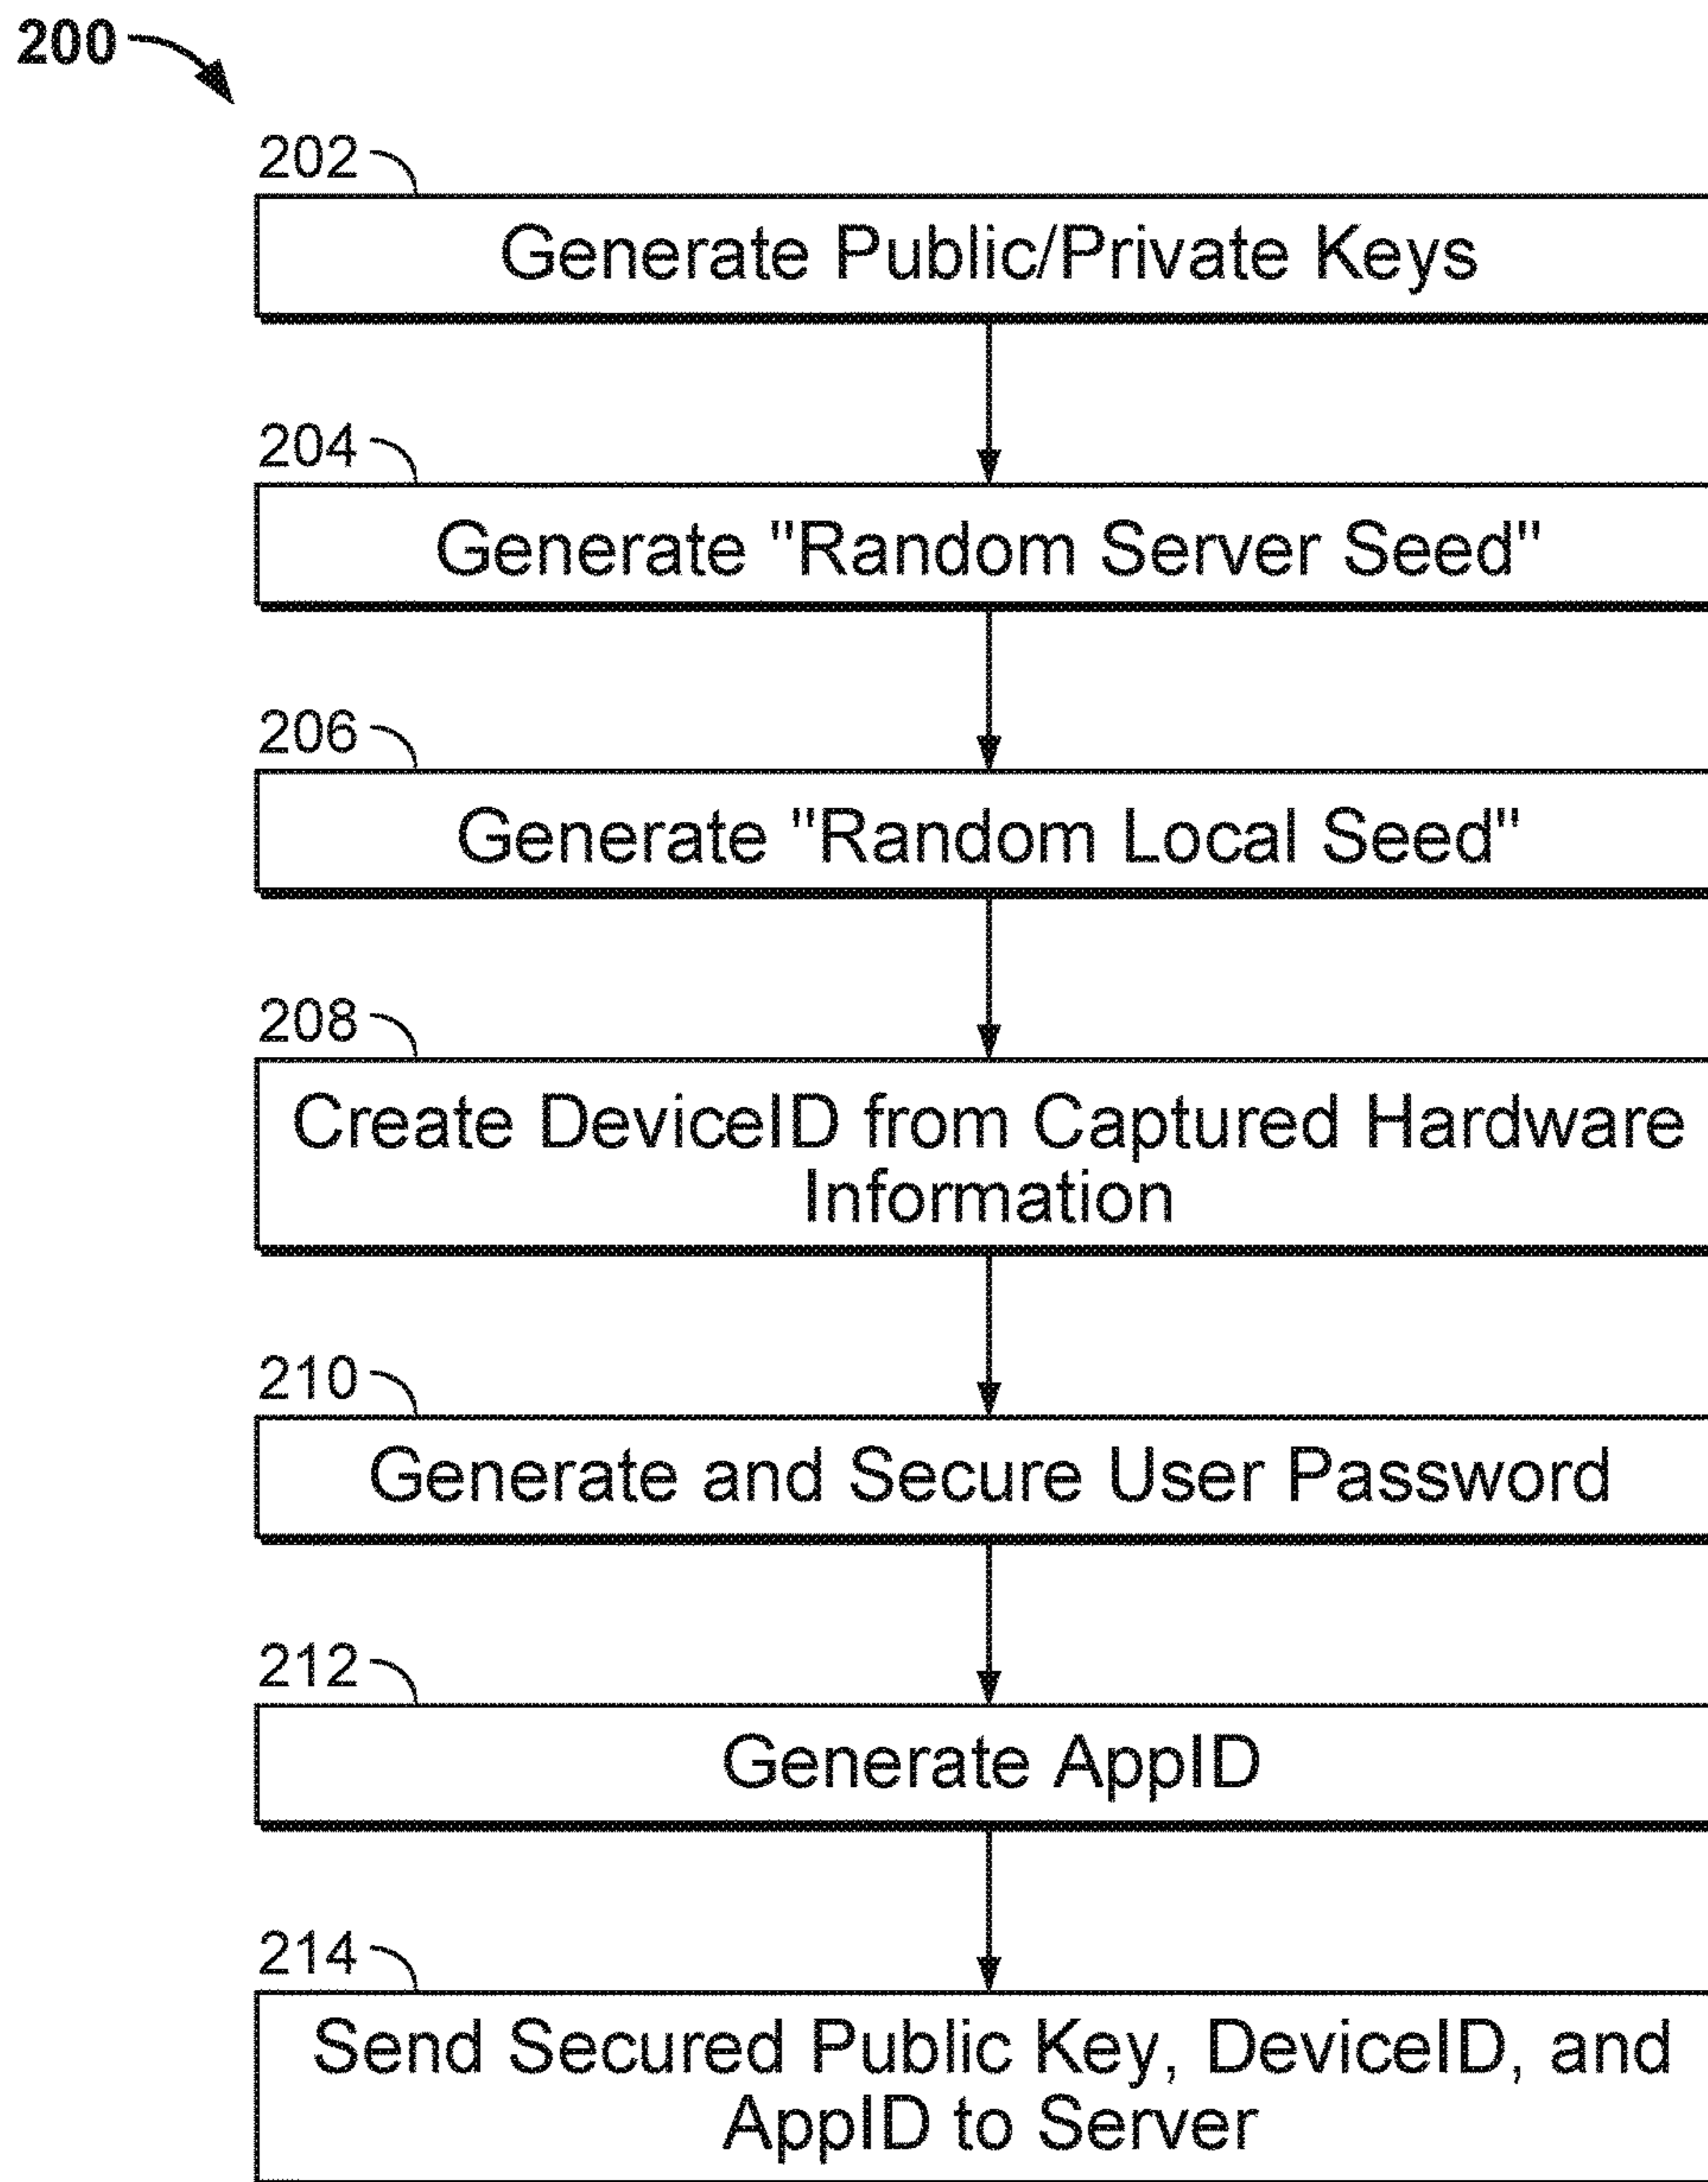 200
202
Generate Public/Private Keys
204
Generate "Random Server Seed"
206
Generate "Random Local Seed"
208
Create DeviceID from Captured Hardware
Information
210
Generate and Secure User Password
212
Generate AppID
214
Send Secured Public Key, DeviceID, and
AppID to Server